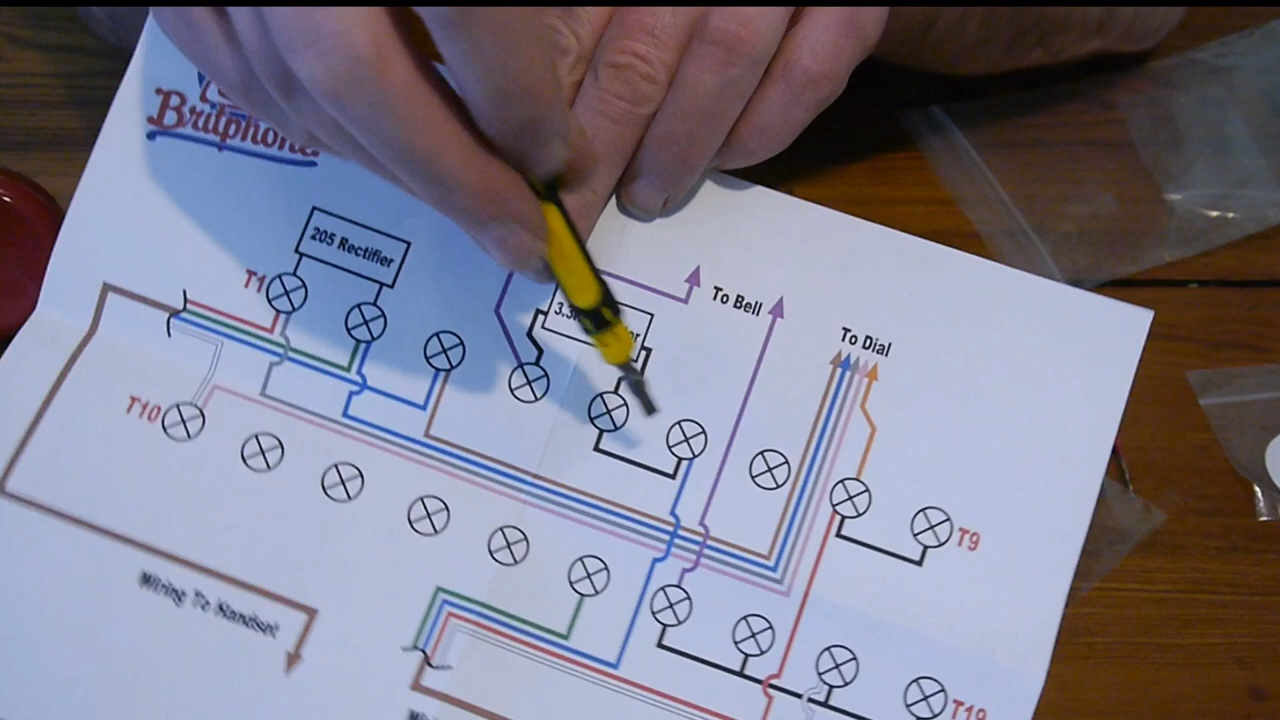 Britphone
205 Rectifier
T1
To Bell
To Dial
T10
T9
Wiring To Handset
T19